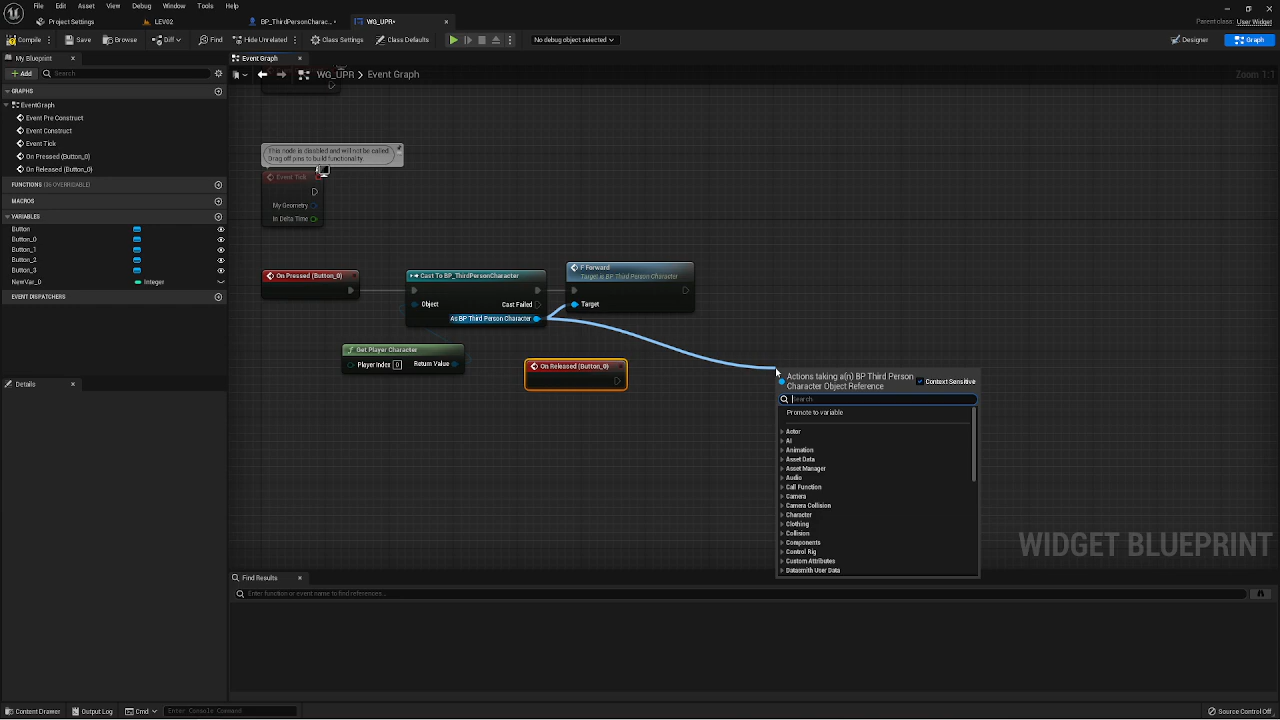 File Edit Asset View Debug Window Tools Help
Project Settings LEV02 BP_ThirdPersonCharac...• WG_UPR•
Parent class: User Widget
Compile Save Browse Diff Find Hide Unrelated Class Settings Class Defaults No debug object selected Designer Graph
My Blueprint
Event Graph
Add Search
WG_UPR > Event Graph
Zoom 1:1
GRAPHS
EventGraph
Event Pre Construct
Event Construct
Event Tick
On Pressed (Button_0)
On Released (Button_0)
FUNCTIONS (36 OVERRIDABLE)
MACROS
VARIABLES
Button
Button_0
Button_1
Button_2
Button_3
NewVar_0 Integer
EVENT DISPATCHERS
Details
This node is disabled and will not be called.
Drag off pins to build functionality.
Event Tick
My Geometry
In Delta Time
On Pressed (Button_0)
Cast To BP_ThirdPersonCharacter
Object
Cast Failed
As BP Third Person Character
F Forward
Target is BP Third Person Character
Target
Get Player Character
Player Index 0 Return Value
On Released (Button_0)
Actions taking a(n) BP Third Person
Character Object Reference
Context Sensitive
Search
Promote to variable
Actor
AI
Animation
Asset Data
Asset Manager
Audio
Call Function
Camera
Camera Collision
Character
Clothing
Collision
Components
Control Rig
Custom Attributes
Datasmith User Data
WIDGET BLUEPRINT
Find Results
Enter function or event name to find references...
Content Drawer Output Log Cmd Enter Console Command
Source Control Off